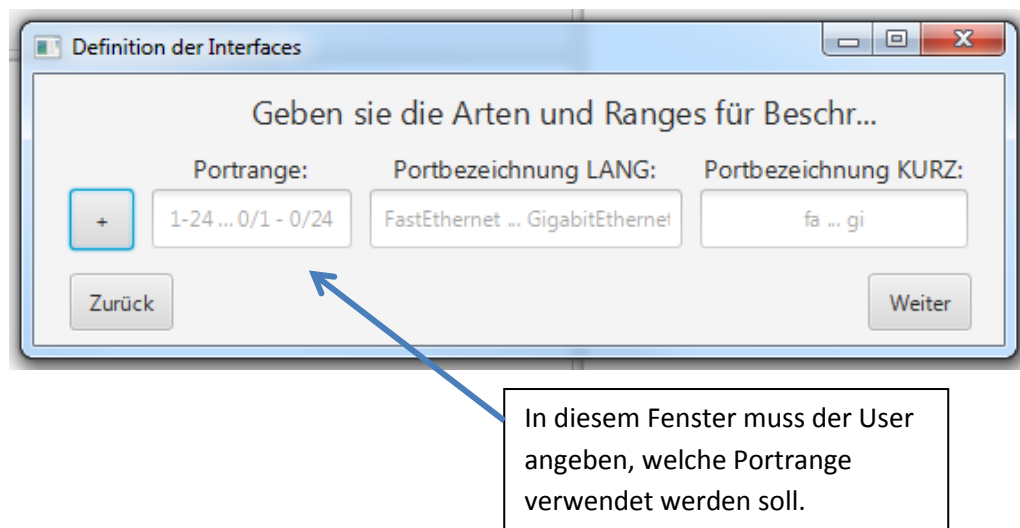 Definition der Interfaces
Geben sie die Arten und Ranges für Beschr...
Portrange: Portbezeichnung LANG: Portbezeichnung KURZ:
+ 1-24 ... 0/1 - 0/24 FastEthernet ... GigabitEthernet fa ... gi
Zurück Weiter
In diesem Fenster muss der User
angeben, welche Portrange
verwendet werden soll.